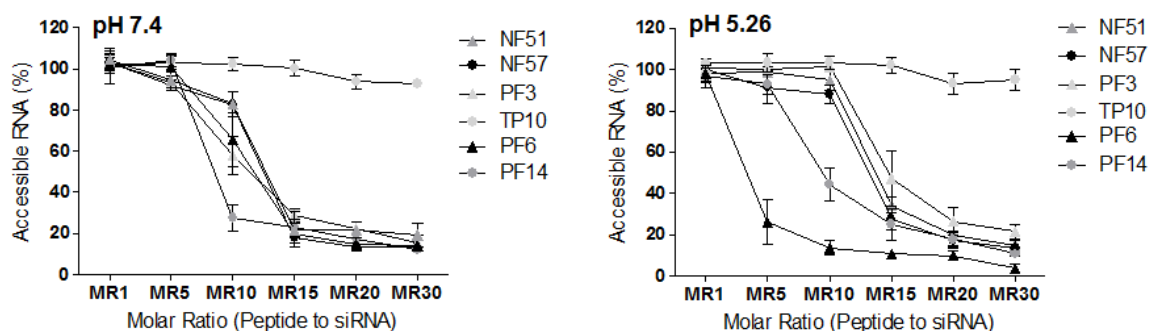 pH 7.4
Accessible RNA (%)
120
100
80
60
40
20
0
MR1 MR5 MR10 MR15 MR20 MR30
Molar Ratio (Peptide to siRNA)
NF51
NF57
PF3
TP10
PF6
PF14
pH 5.26
Accessible RNA (%)
120
100
80
60
40
20
0
MR1 MR5 MR10 MR15 MR20 MR30
Molar Ratio (Peptide to siRNA)
NF51
NF57
PF3
TP10
PF6
PF14